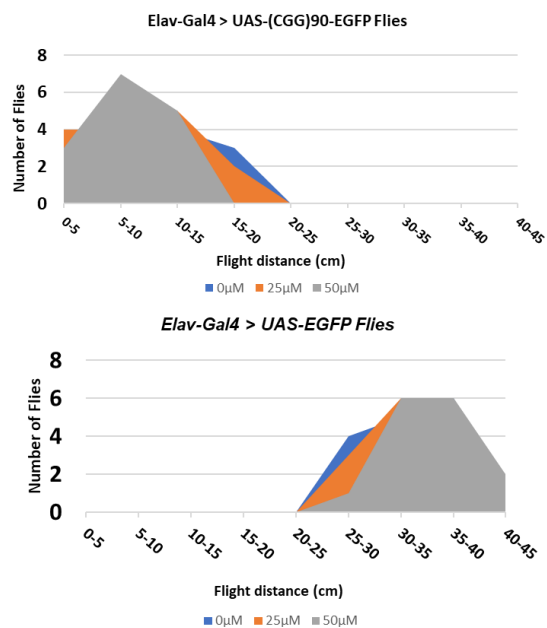 Elav-Gal4 > UAS-(CGG)90-EGFP Flies
8
6
4
2
0
Number of Flies
0-5 5-10 10-15 15-20 20-25 25-30 30-35 35-40 40-45
Flight distance (cm)
0µM 25µM 50µM
Elav-Gal4 > UAS-EGFP Flies
8
6
4
2
0
Number of Flies
0-5 5-10 10-15 15-20 20-25 25-30 30-35 35-40 40-45
Flight distance (cm)
0µM 25µM 50µM